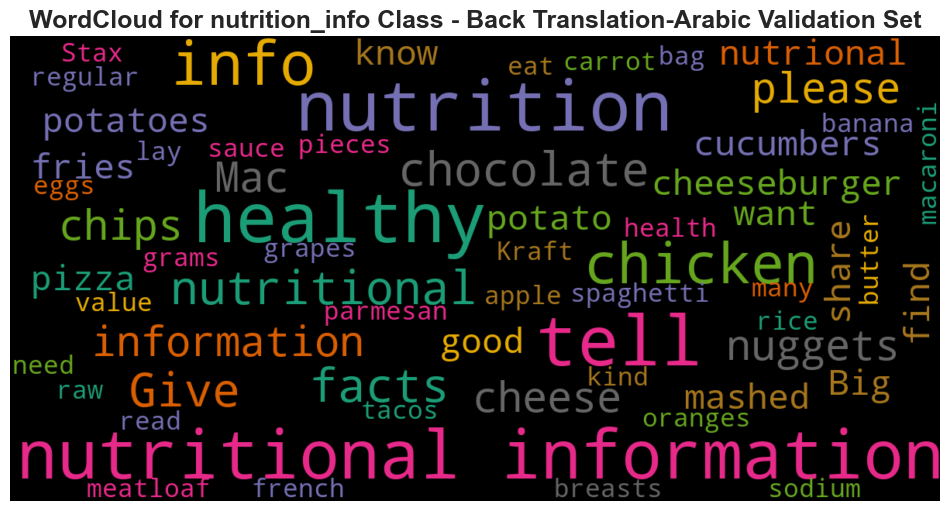 WordCloud for nutrition_info Class - Back Translation-Arabic Validation Set
Stax
regular
info
know
eat
carrot
bag
nutrional
please
nutrition
potatoes
banana
macaroni
fries
lay
sauce
pieces
cucumbers
eggs
Mac
chocolate
cheeseburger
chips
healthy
potato
health
want
share
butter
grams
grapes
Kraft
chicken
find
pizza
value
nutritional
apple
spaghetti
many
parmesan
rice
information
good
tell
nuggets
need
raw
Give
facts
tacos
cheese
kind
mashed
Big
read
oranges
nutritional information
meatloaf
french
breasts
sodium